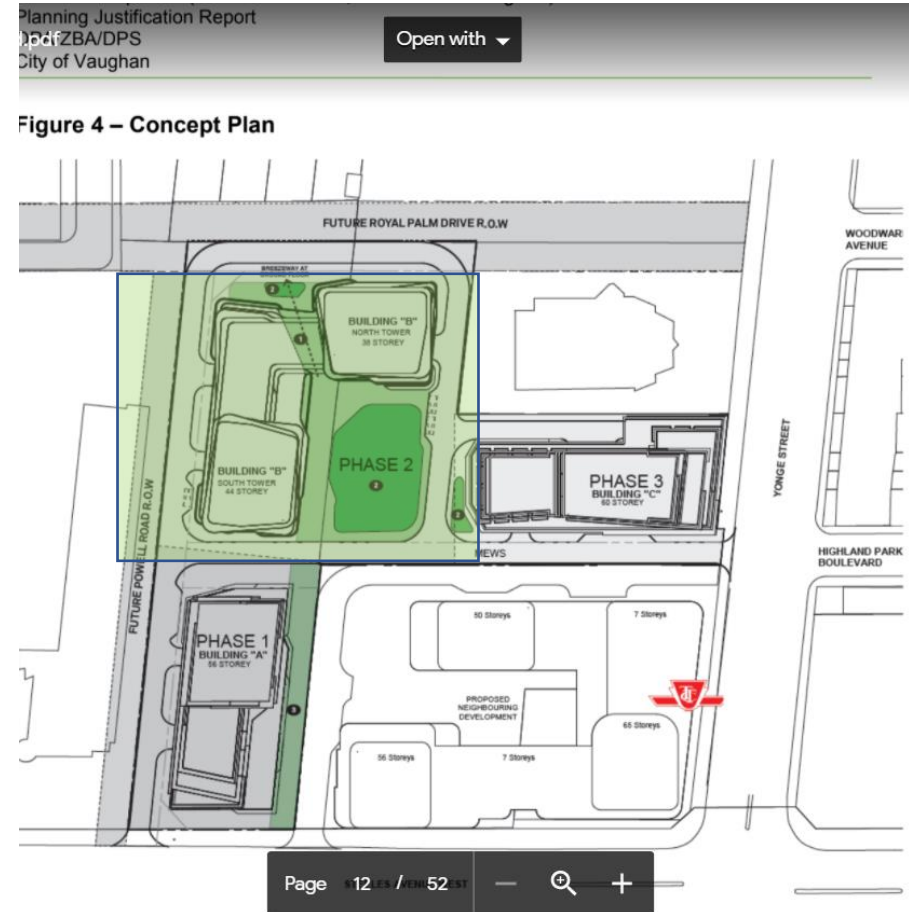 Planning Justification Report
ZBA/DPS
City of Vaughan
.pdf
Open with
Figure 4 – Concept Plan
FUTURE ROYAL PALM DRIVE R.O.W
WOODWAR
AVENUE
BREEZEWAY AT
BUILDING "B"
NORTH TOWER
38 STOREY
BUILDING "B"
SOUTH TOWER
44 STOREY
PHASE 2
PHASE 3
BUILDING "C"
60 STOREY
YONGE STREET
FUTURE POWELL ROAD R.O.W
MEWS
HIGHLAND PARK
BOULEVARD
PHASE 1
BUILDING "A"
56 STOREY
50 Storeys
7 Storeys
PROPOSED
NEIGHBOURING
DEVELOPMENT
65 Storeys
56 Storeys
7 Storeys
Page 12 / 52